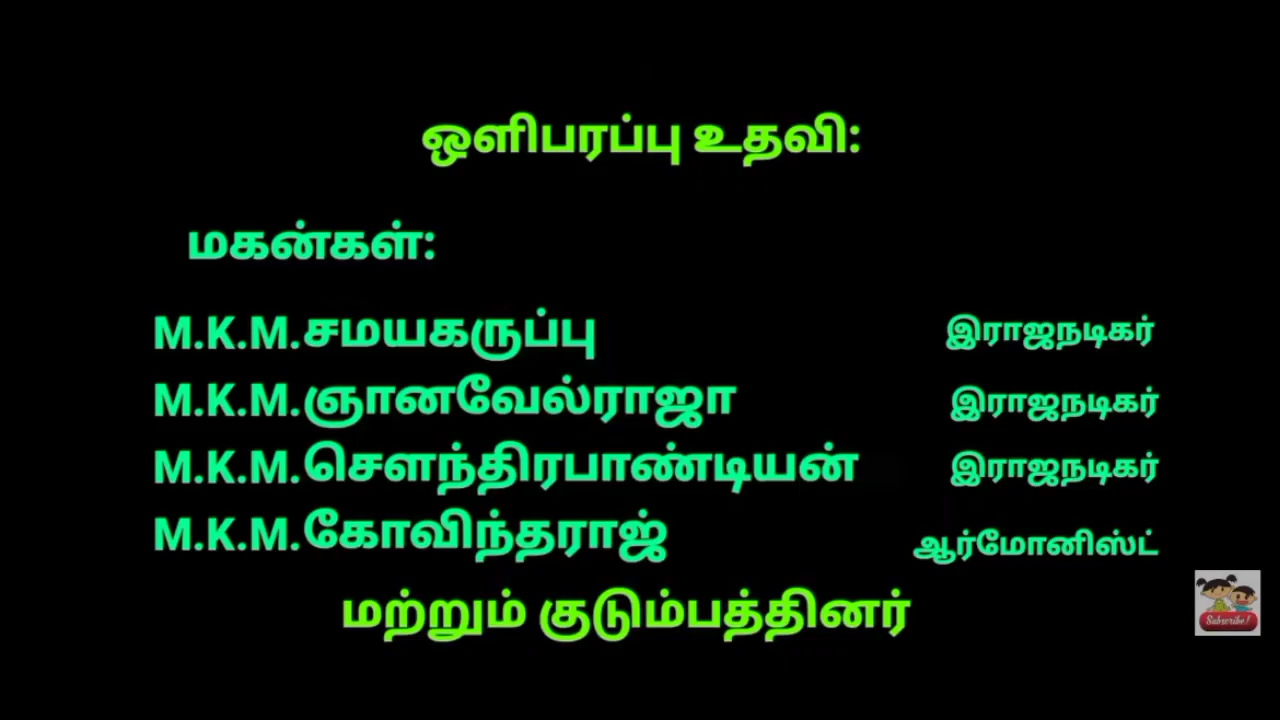 ஒளிபரப்பு உதவி:
மகன்கள்:
M.K.M.சமயகருப்பு இராஜநடிகர்
M.K.M.ஞானவேல்ராஜா இராஜநடிகர்
M.K.M.சௌந்திரபாண்டியன் இராஜநடிகர்
M.K.M.கோவிந்தராஜ் ஆர்மோனிஸ்ட்
மற்றும் குடும்பத்தினர்
Subscribe!